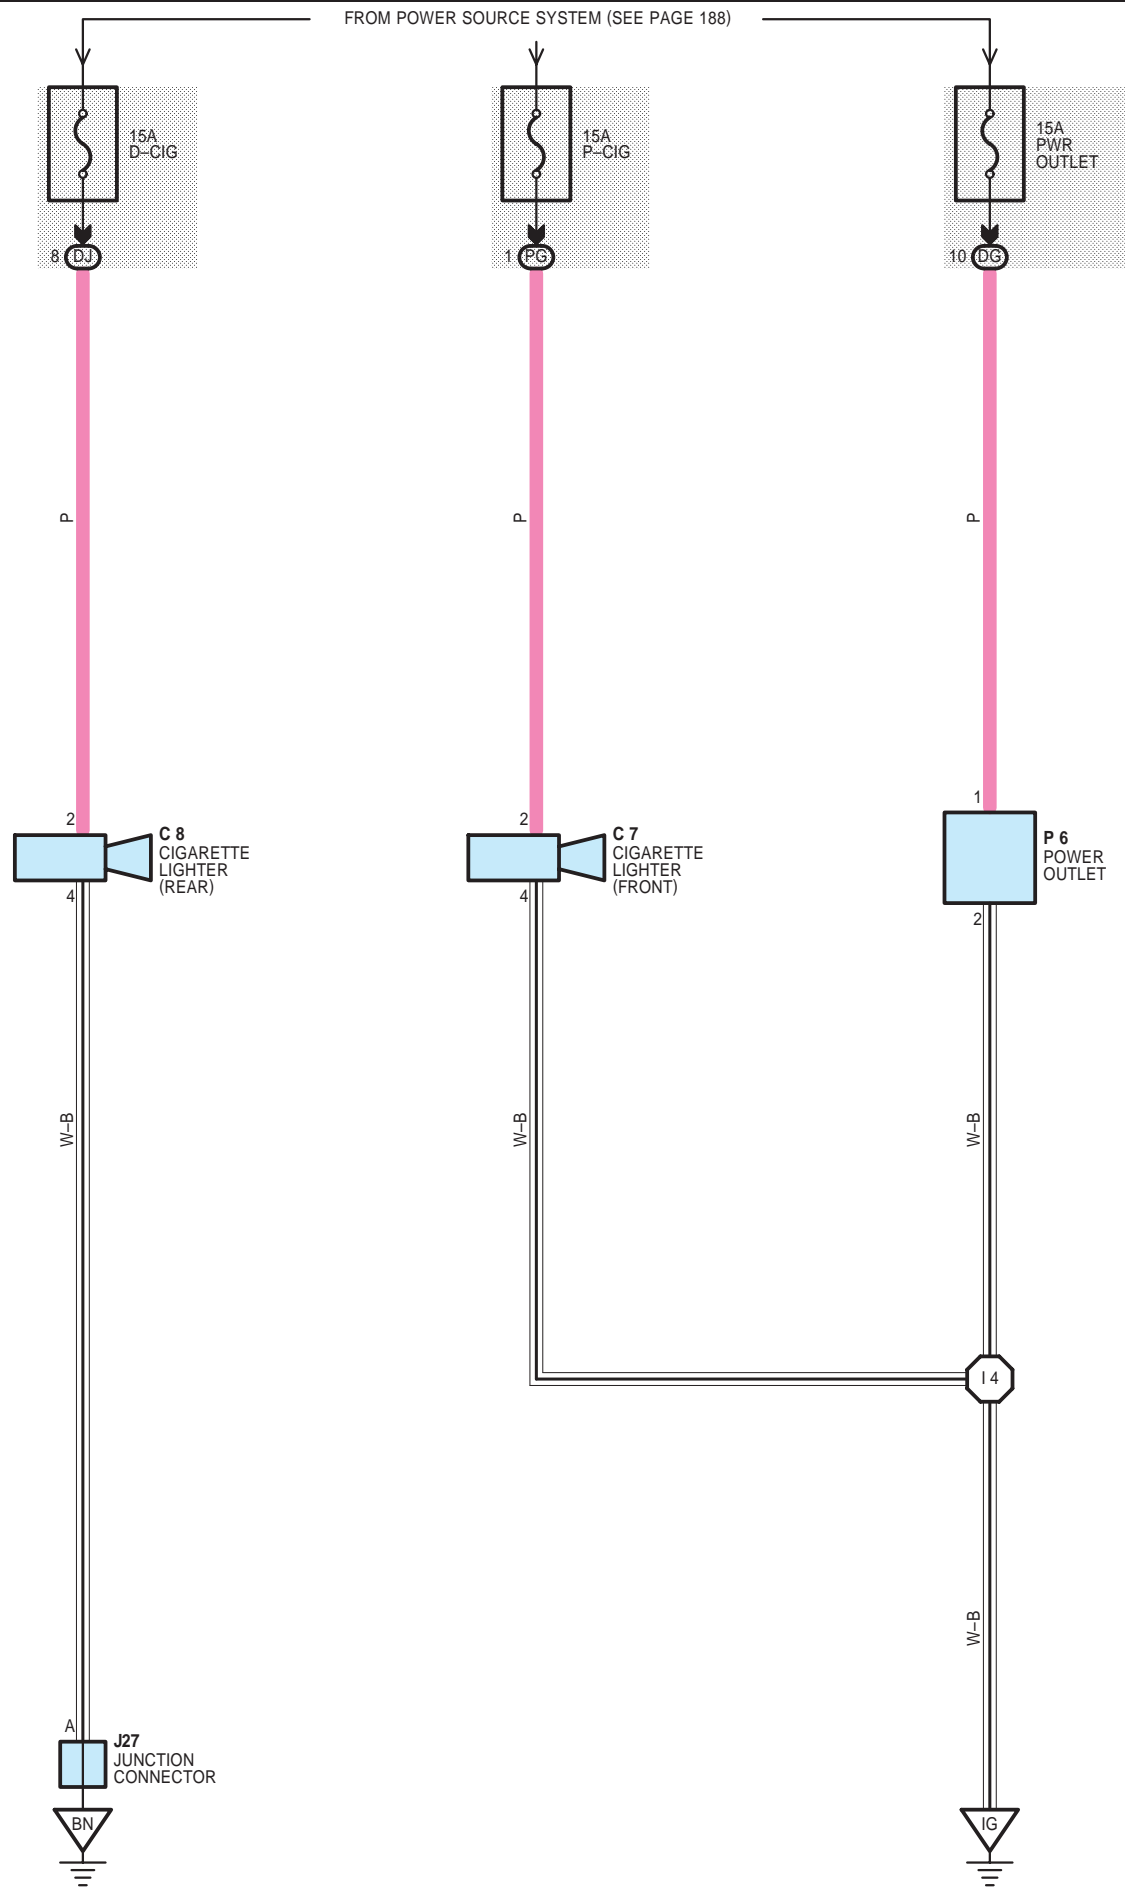 FROM POWER SOURCE SYSTEM (SEE PAGE 188)
15A
D–CIG
8 DJ
15A
P–CIG
1 PG
15A
PWR
OUTLET
10 DG
P
P
P
2
C 8
CIGARETTE
LIGHTER
(REAR)
4
2
C 7
CIGARETTE
LIGHTER
(FRONT)
4
1
P 6
POWER
OUTLET
2
W–B
W–B
W–B
I 4
W–B
A
J27
JUNCTION
CONNECTOR
BN
IG